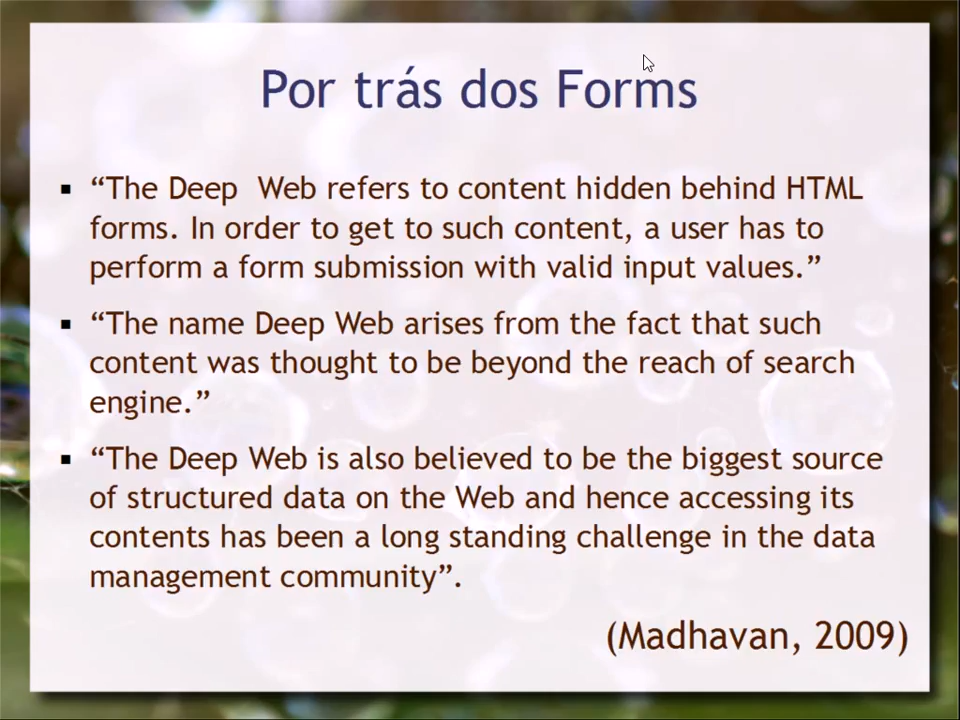 Por trás dos Forms
▪ “The Deep  Web refers to content hidden behind HTML
forms. In order to get to such content, a user has to
perform a form submission with valid input values.”
▪ “The name Deep Web arises from the fact that such
content was thought to be beyond the reach of search
engine.”
▪ “The Deep Web is also believed to be the biggest source
of structured data on the Web and hence accessing its
contents has been a long standing challenge in the data
management community”.
(Madhavan, 2009)